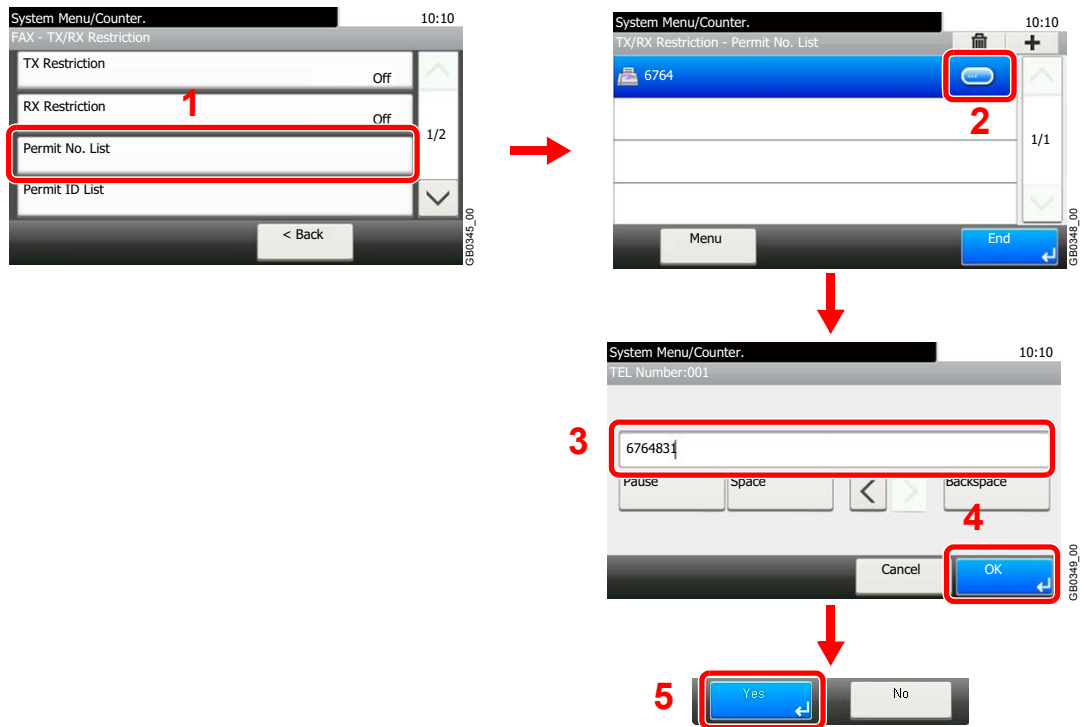 System Menu/Counter. 10:10
FAX - TX/RX Restriction
TX Restriction
Off
RX Restriction
Off
1
Permit No. List
1/2
Permit ID List
< Back
GB0345_00
System Menu/Counter. 10:10
TX/RX Restriction - Permit No. List
6764
2
1/1
Menu
End
GB0348_00
System Menu/Counter. 10:10
TEL Number:001
3
6764831
Pause Space Backspace
4
Cancel OK
GB0349_00
5
Yes No